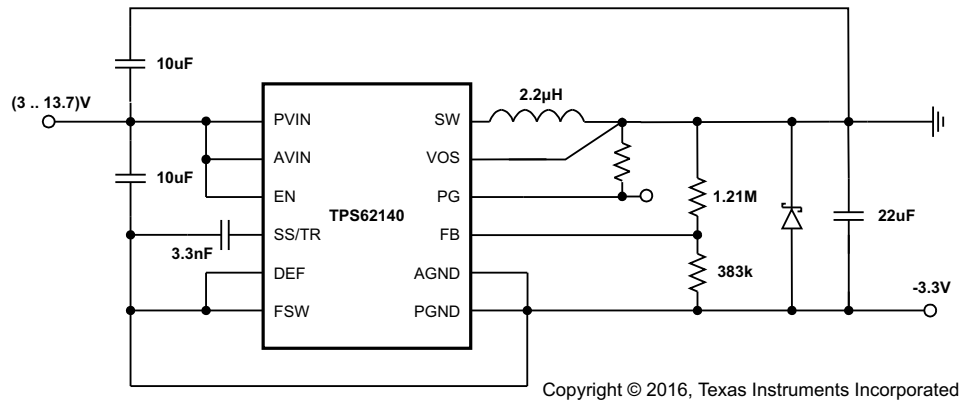 10uF
(3 .. 13.7)V
10uF
3.3nF
PVIN
AVIN
EN
SS/TR
DEF
FSW
TPS62140
SW
VOS
PG
FB
AGND
PGND
2.2µH
1.21M
383k
22uF
-3.3V
Copyright © 2016, Texas Instruments Incorporated